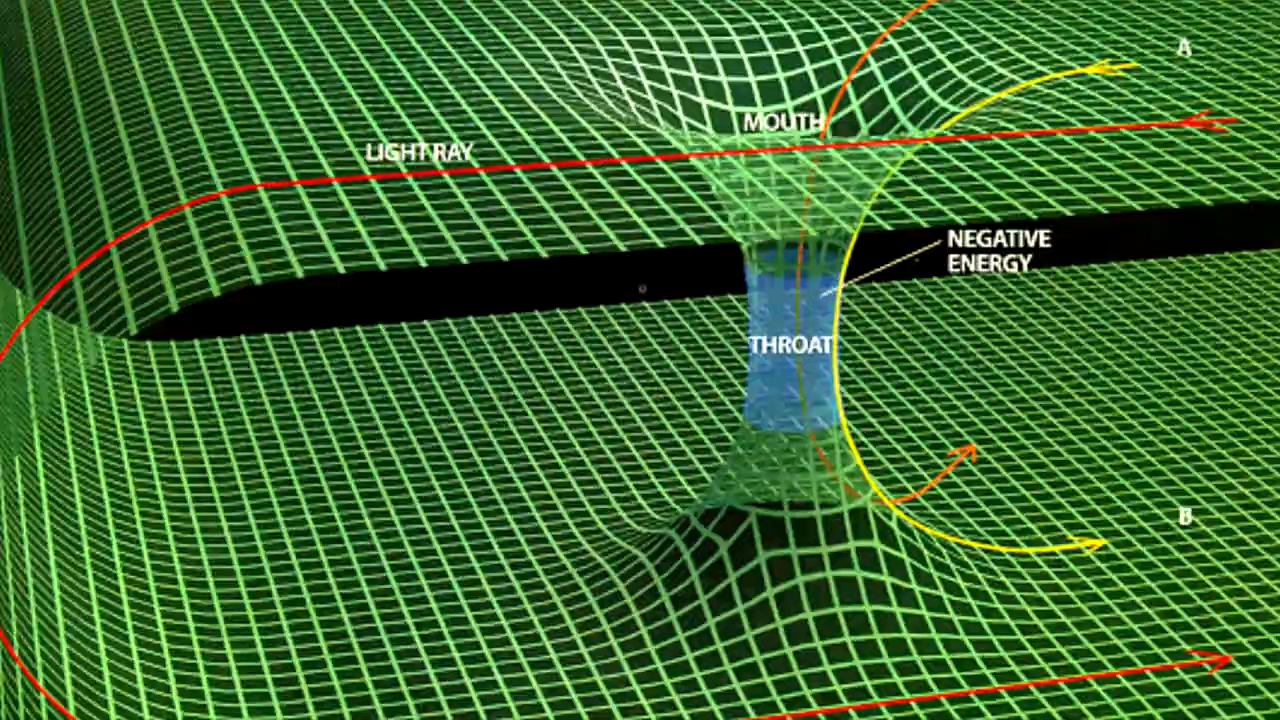 A
MOUTH
LIGHT RAY
NEGATIVE
ENERGY
THROAT
B